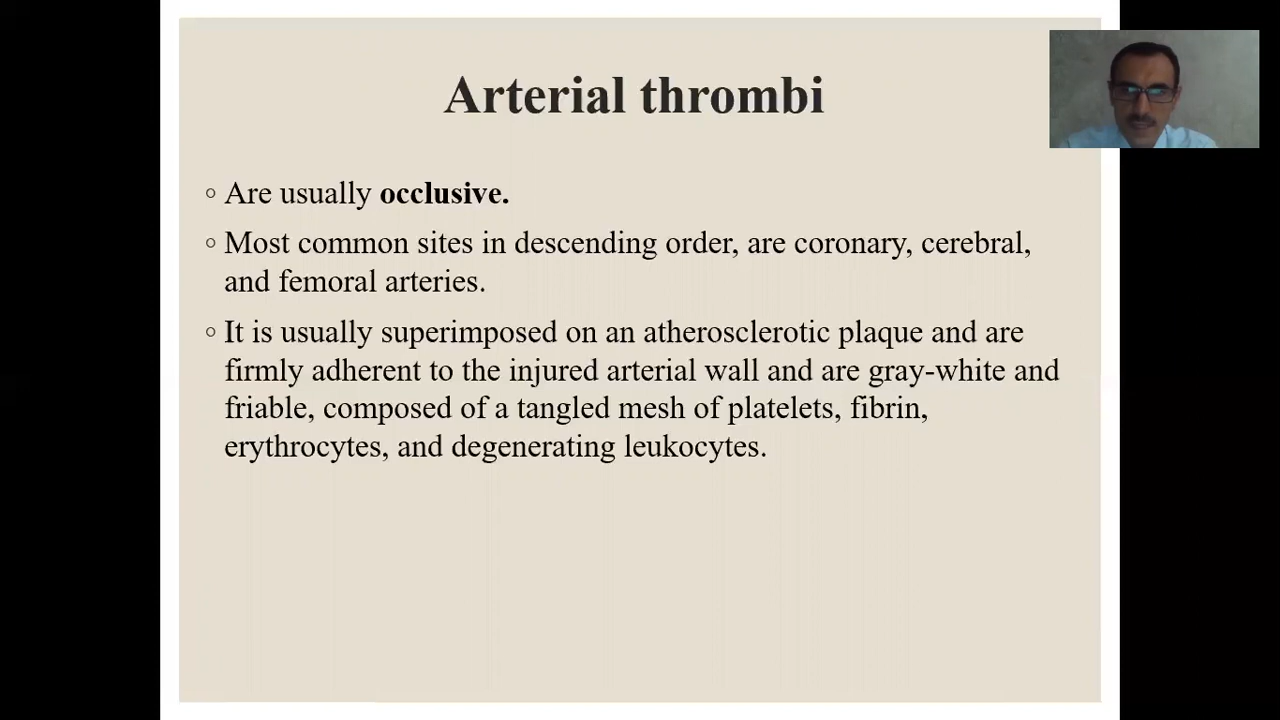 Arterial thrombi
◦ Are usually occlusive.
◦ Most common sites in descending order, are coronary, cerebral,
and femoral arteries.
◦ It is usually superimposed on an atherosclerotic plaque and are
firmly adherent to the injured arterial wall and are gray-white and
friable, composed of a tangled mesh of platelets, fibrin,
erythrocytes, and degenerating leukocytes.